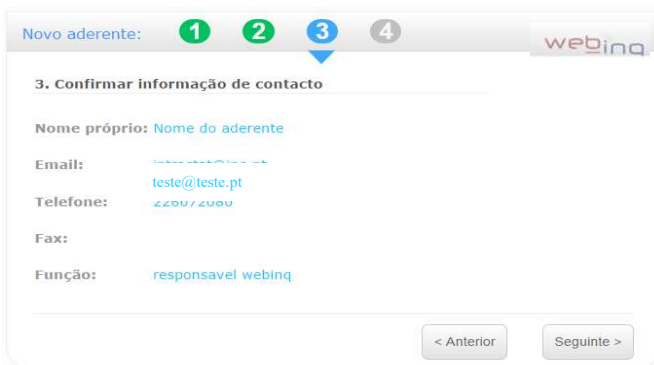 Novo aderente: 1 2 3 4
webinq
3. Confirmar informação de contacto
Nome próprio: Nome do aderente
Email:
teste@teste.pt
Telefone:
Fax:
Função: responsavel webinq
< Anterior Seguinte >